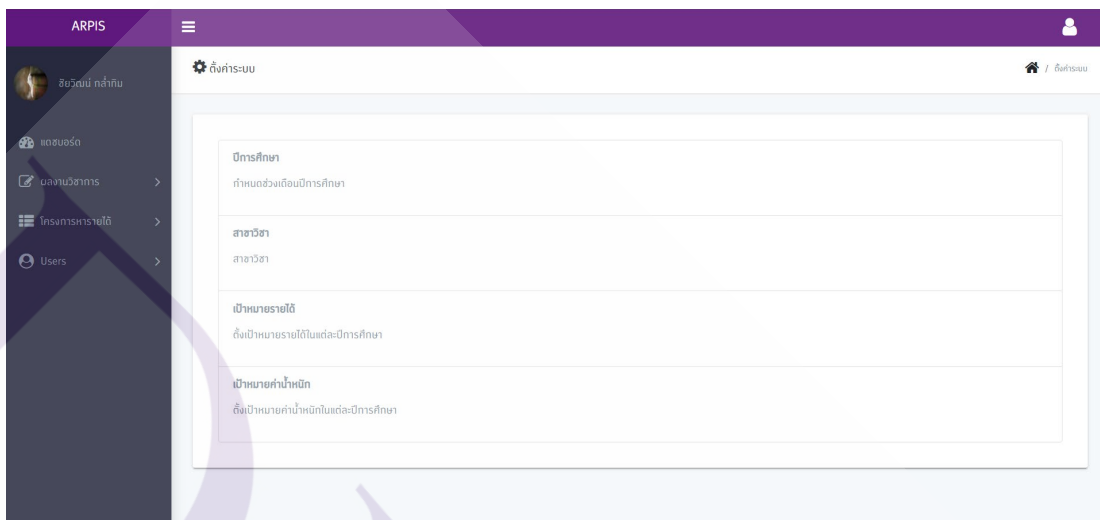 ARPIS
ชัยวัฒน์ กล่ำทิม
แดชบอร์ด
ผลงานวิชาการ
โครงการหารายได้
Users
ตั้งค่าระบบ
/ ตั้งค่าระบบ
ปีการศึกษา
กำหนดช่วงเดือนปีการศึกษา
สาขาวิชา
สาขาวิชา
เป้าหมายรายได้
ตั้งเป้าหมายรายได้ในแต่ละปีการศึกษา
เป้าหมายค่าน้ำหนัก
ตั้งเป้าหมายค่าน้ำหนักในแต่ละปีการศึกษา